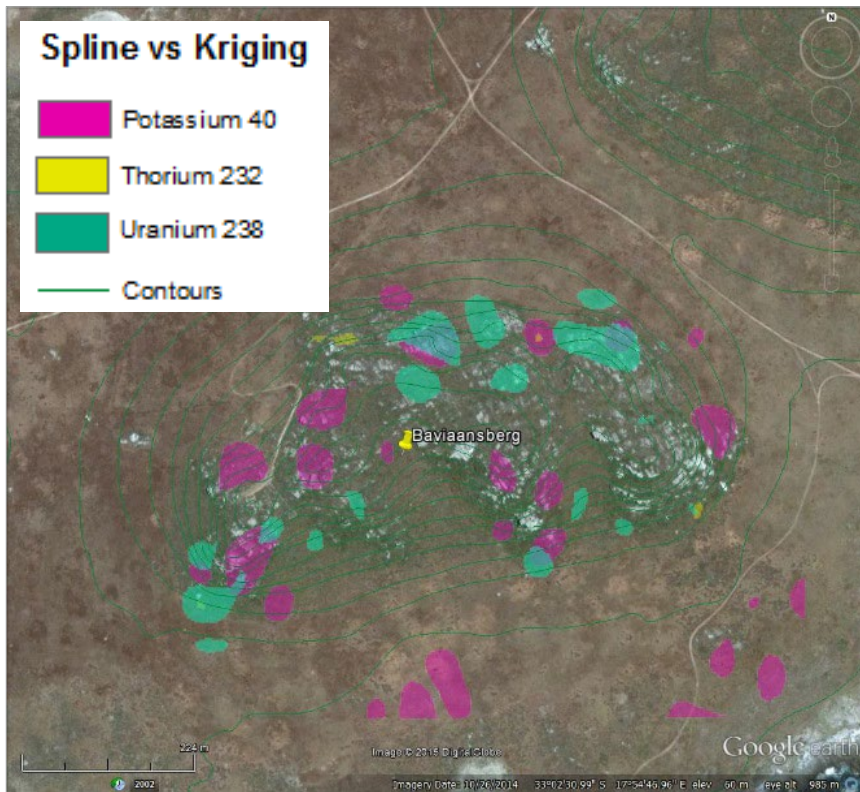 Spline vs Kriging
Potassium 40
Thorium 232
Uranium 238
Contours
N
Baviaansberg
224 m
Image © 2015 DigitalGlobe
Google earth
2002
Imagery Date: 10/26/2014 33°02'30.99" S 17°54'46.96" E elev 60 m eye alt 985 m